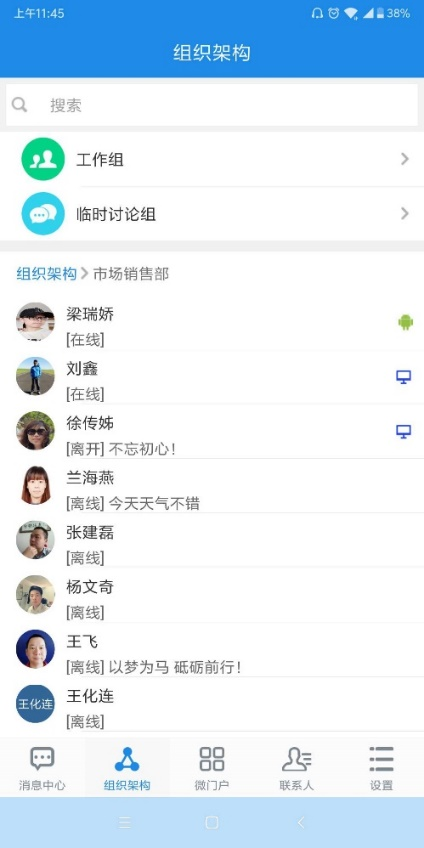 上午11:45
38%
组织架构
搜索
工作组
临时讨论组
组织架构 > 市场销售部
梁瑞娇
[在线]
刘鑫
[在线]
徐传姊
[离开] 不忘初心！
兰海燕
[离线] 今天天气不错
张建磊
[离线]
杨文奇
[离线]
王飞
[离线] 以梦为马 砥砺前行！
王化连
王化连
[离线]
消息中心
组织架构
微门户
联系人
设置